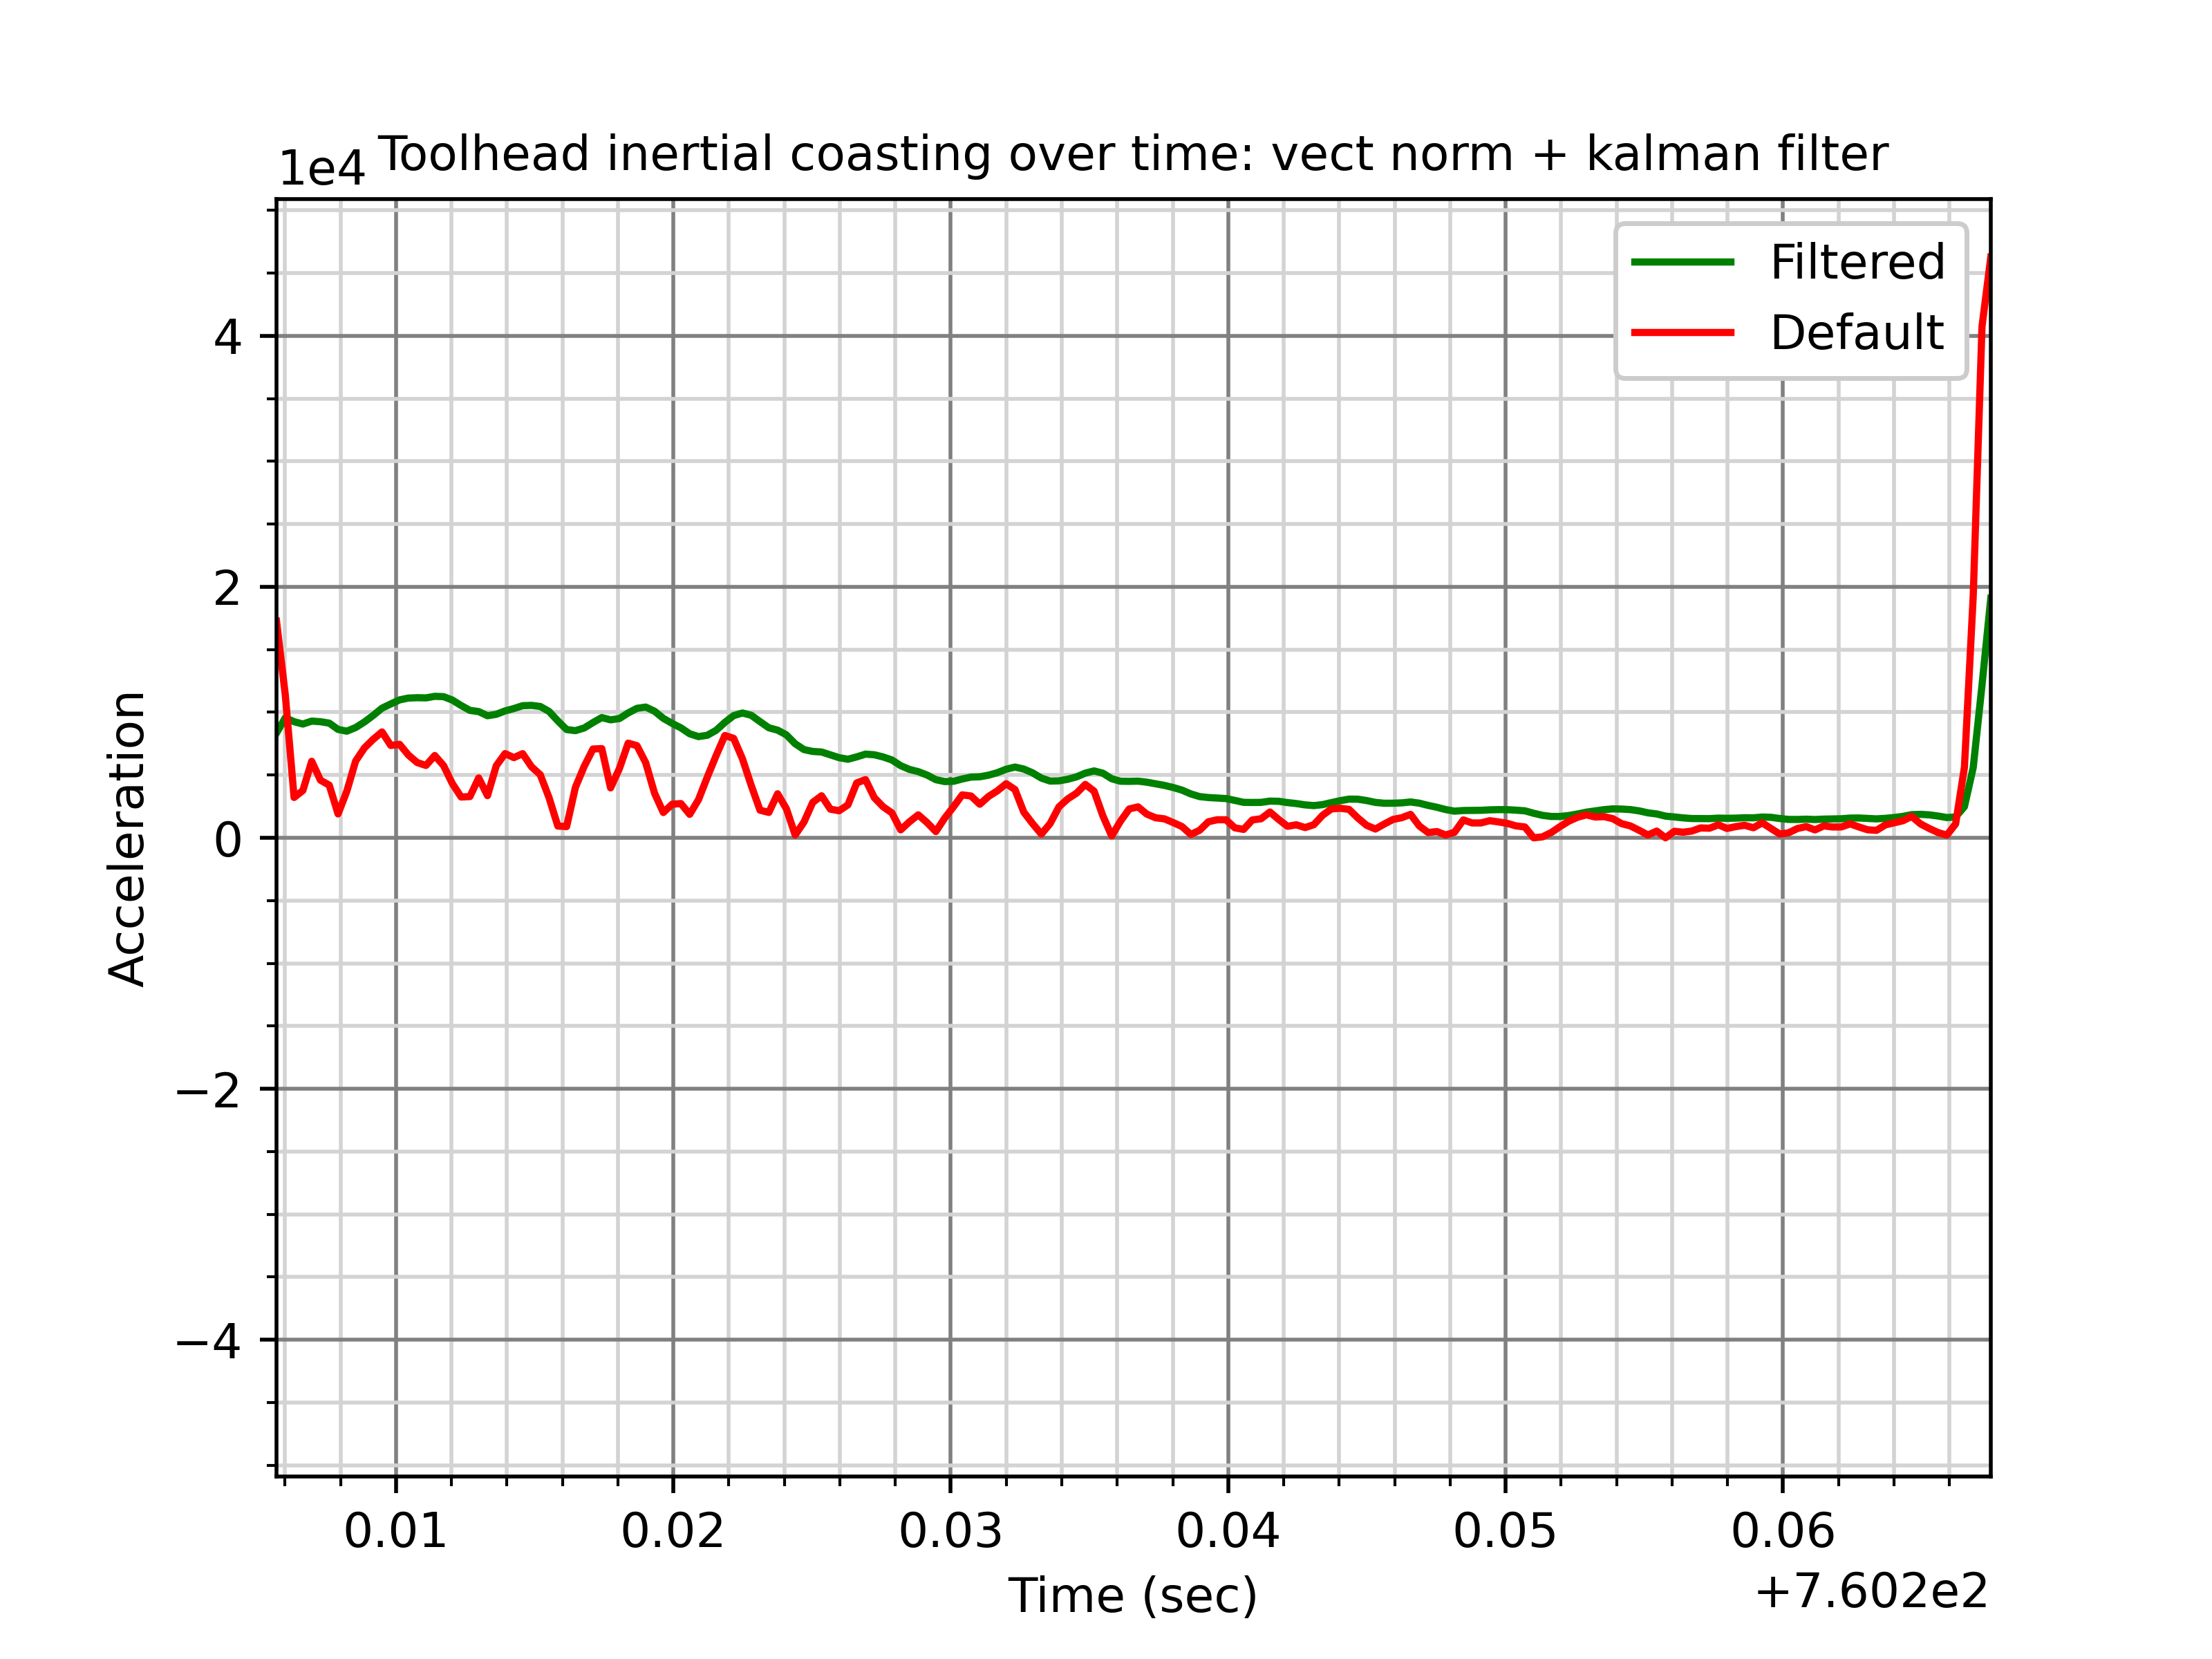 1e4
Toolhead inertial coasting over time: vect norm + kalman filter
Filtered
Default
4
2
0
−2
−4
Acceleration
0.01 0.02 0.03 0.04 0.05 0.06
Time (sec)
+7.602e2